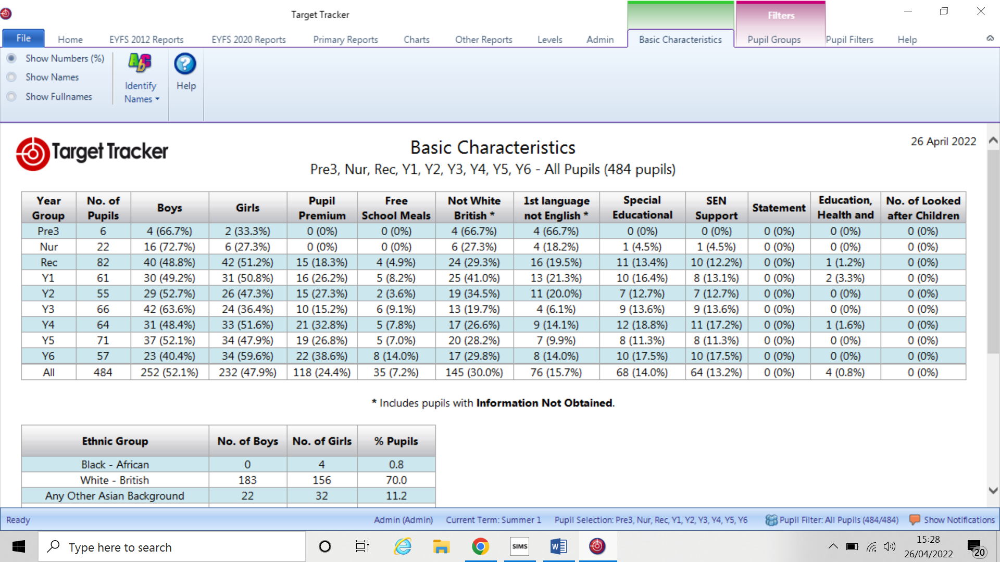 Target Tracker
Filters
File Home EYFS 2012 Reports EYFS 2020 Reports Primary Reports Charts Other Reports Levels Admin Basic Characteristics Pupil Groups Pupil Filters Help
Show Numbers (%)
Show Names
Show Fullnames
Identify
Names
Help
Target Tracker
Basic Characteristics
26 April 2022
Pre3, Nur, Rec, Y1, Y2, Y3, Y4, Y5, Y6 - All Pupils (484 pupils)
Year No. of Boys Girls Pupil Free Not White 1st language Special SEN Statement Education, No. of Looked
Group Pupils Premium School Meals British * not English * Educational Support Health and after Children
Pre3 6 4 (66.7%) 2 (33.3%) 0 (0%) 0 (0%) 4 (66.7%) 4 (66.7%) 0 (0%) 0 (0%) 0 (0%) 0 (0%) 0 (0%)
Nur 22 16 (72.7%) 6 (27.3%) 0 (0%) 0 (0%) 6 (27.3%) 4 (18.2%) 1 (4.5%) 1 (4.5%) 0 (0%) 0 (0%) 0 (0%)
Rec 82 40 (48.8%) 42 (51.2%) 15 (18.3%) 4 (4.9%) 24 (29.3%) 16 (19.5%) 11 (13.4%) 10 (12.2%) 0 (0%) 1 (1.2%) 0 (0%)
Y1 61 30 (49.2%) 31 (50.8%) 16 (26.2%) 5 (8.2%) 25 (41.0%) 13 (21.3%) 10 (16.4%) 8 (13.1%) 0 (0%) 2 (3.3%) 0 (0%)
Y2 55 29 (52.7%) 26 (47.3%) 15 (27.3%) 2 (3.6%) 19 (34.5%) 11 (20.0%) 7 (12.7%) 7 (12.7%) 0 (0%) 0 (0%) 0 (0%)
Y3 66 42 (63.6%) 24 (36.4%) 10 (15.2%) 6 (9.1%) 13 (19.7%) 4 (6.1%) 9 (13.6%) 9 (13.6%) 0 (0%) 0 (0%) 0 (0%)
Y4 64 31 (48.4%) 33 (51.6%) 21 (32.8%) 5 (7.8%) 17 (26.6%) 9 (14.1%) 12 (18.8%) 11 (17.2%) 0 (0%) 1 (1.6%) 0 (0%)
Y5 71 37 (52.1%) 34 (47.9%) 19 (26.8%) 5 (7.0%) 20 (28.2%) 7 (9.9%) 8 (11.3%) 8 (11.3%) 0 (0%) 0 (0%) 0 (0%)
Y6 57 23 (40.4%) 34 (59.6%) 22 (38.6%) 8 (14.0%) 17 (29.8%) 8 (14.0%) 10 (17.5%) 10 (17.5%) 0 (0%) 0 (0%) 0 (0%)
All 484 252 (52.1%) 232 (47.9%) 118 (24.4%) 35 (7.2%) 145 (30.0%) 76 (15.7%) 68 (14.0%) 64 (13.2%) 0 (0%) 4 (0.8%) 0 (0%)
* Includes pupils with Information Not Obtained.
Ethnic Group No. of Boys No. of Girls % Pupils
Black - African 0 4 0.8
White - British 183 156 70.0
Any Other Asian Background 22 32 11.2
Ready Admin (Admin) Current Term: Summer 1 Pupil Selection: Pre3, Nur, Rec, Y1, Y2, Y3, Y4, Y5, Y6 Pupil Filter: All Pupils (484/484) Show Notifications
Type here to search
SIMS
W
15:28
26/04/2022
20